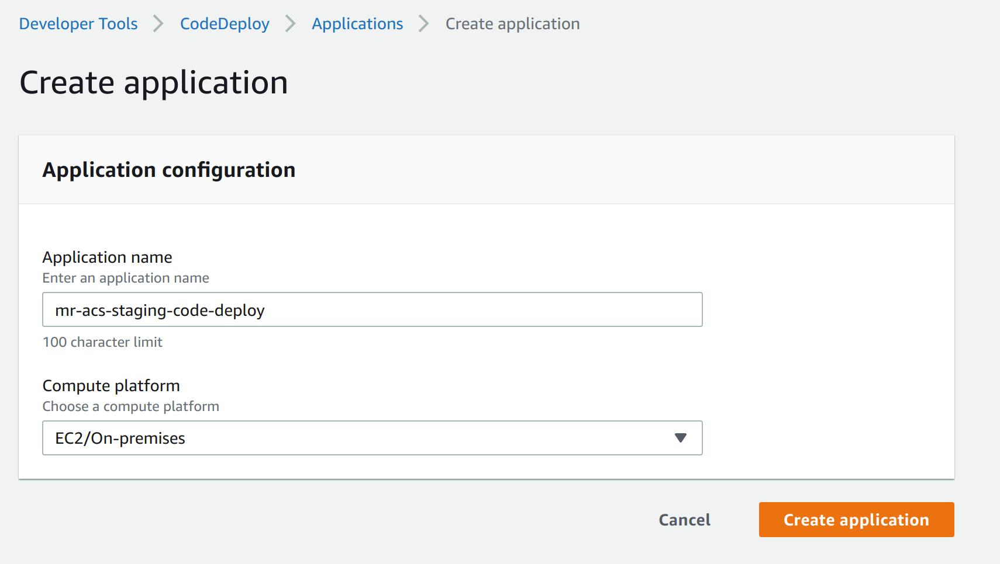 Developer Tools > CodeDeploy > Applications > Create application
Create application
Application configuration
Application name
Enter an application name
mr-acs-staging-code-deploy
100 character limit
Compute platform
Choose a compute platform
EC2/On-premises
Cancel Create application